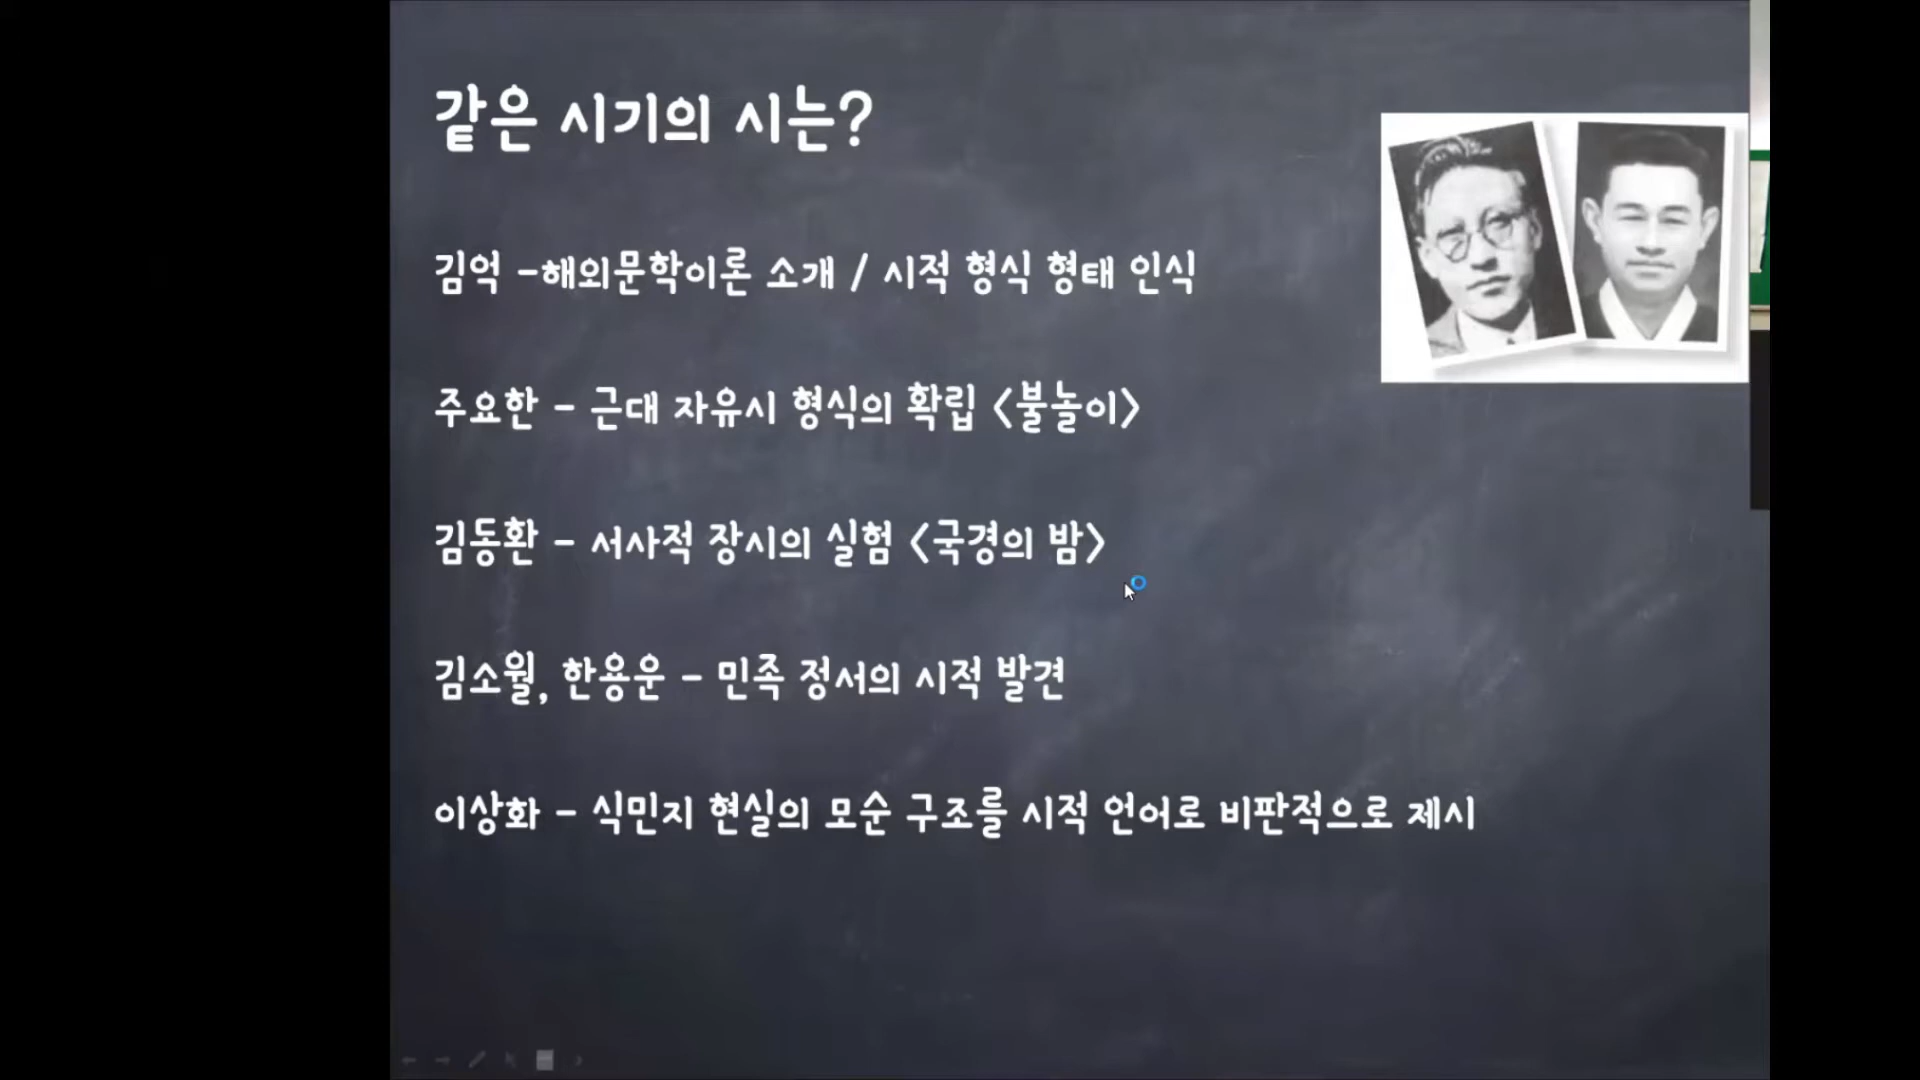 같은 시기의 시는?
김억 -해외문학이론 소개 / 시적 형식 형태 인식
주요한 - 근대 자유시 형식의 확립 <불놀이>
김동환 - 서사적 장시의 실험 <국경의 밤>
김소월, 한용운 - 민족 정서의 시적 발견
이상화 - 식민지 현실의 모순 구조를 시적 언어로 비판적으로 제시